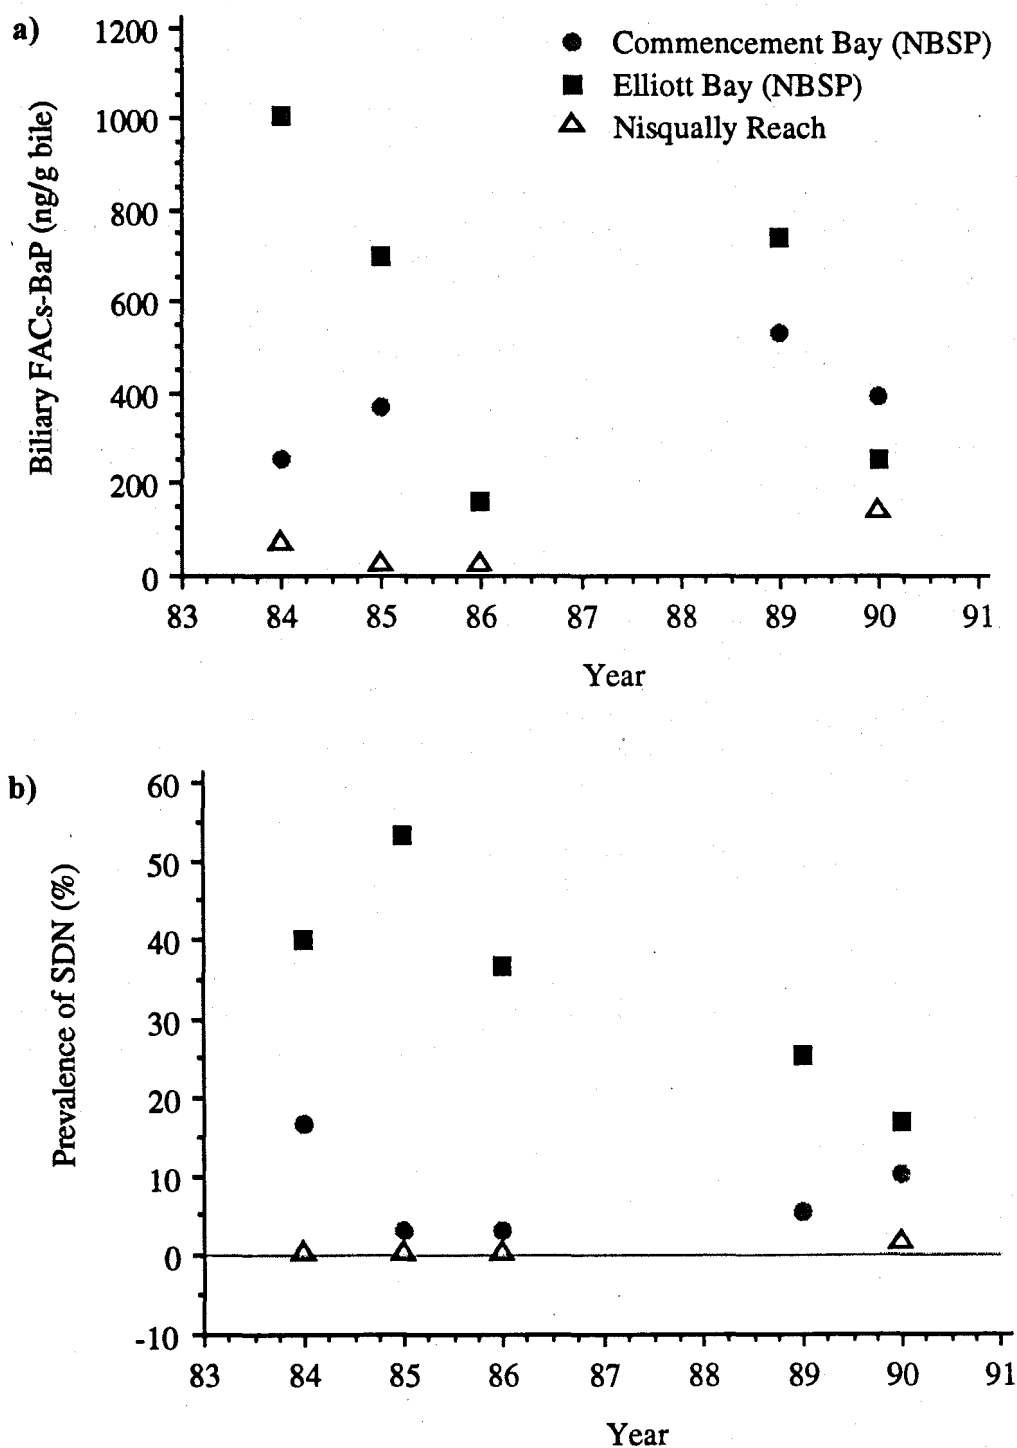 a)
1200
1000
800
600
400
200
0
Biliary FACs-BaP (ng/g bile)
Commencement Bay (NBSP)
Elliott Bay (NBSP)
Nisqually Reach
83 84 85 86 87 88 89 90 91
Year
b)
60
50
40
30
20
10
0
-10
Prevalence of SDN (%)
83 84 85 86 87 88 89 90 91
Year